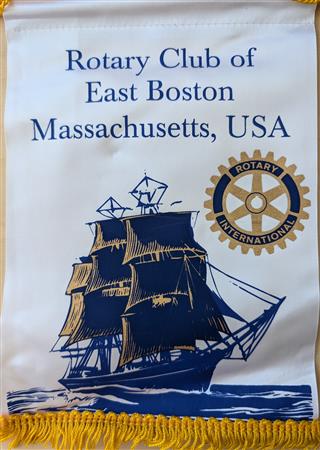 Rotary Club of
East Boston
Massachusetts, USA
ROTARY
INTERNATIONAL